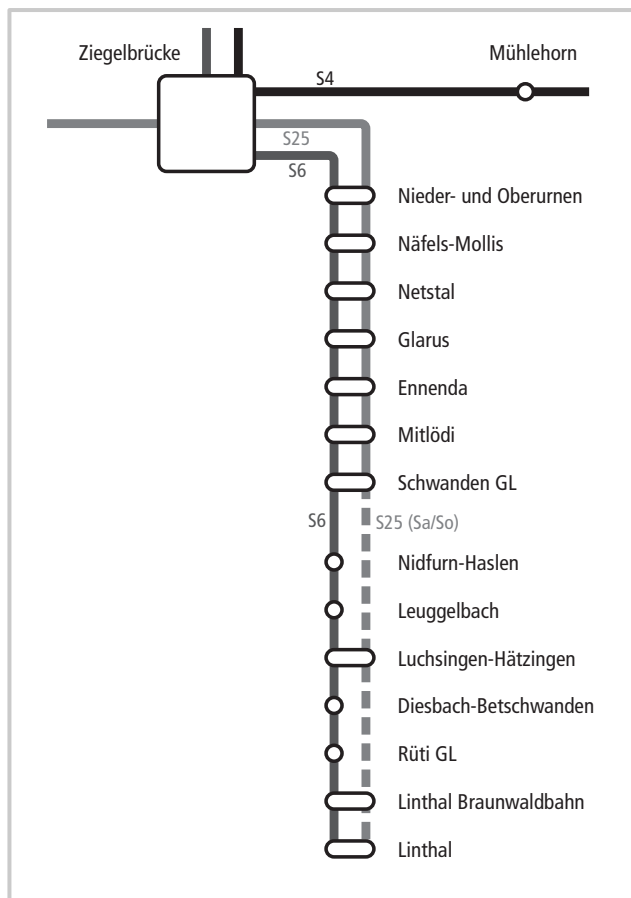 Ziegelbrücke
Mühlehorn
S4
S25
S6
Nieder- und Oberurnen
Näfels-Mollis
Netstal
Glarus
Ennenda
Mitlödi
Schwanden GL
S6
S25 (Sa/So)
Nidfurn-Haslen
Leuggelbach
Luchsingen-Hätzingen
Diesbach-Betschwanden
Rüti GL
Linthal Braunwaldbahn
Linthal